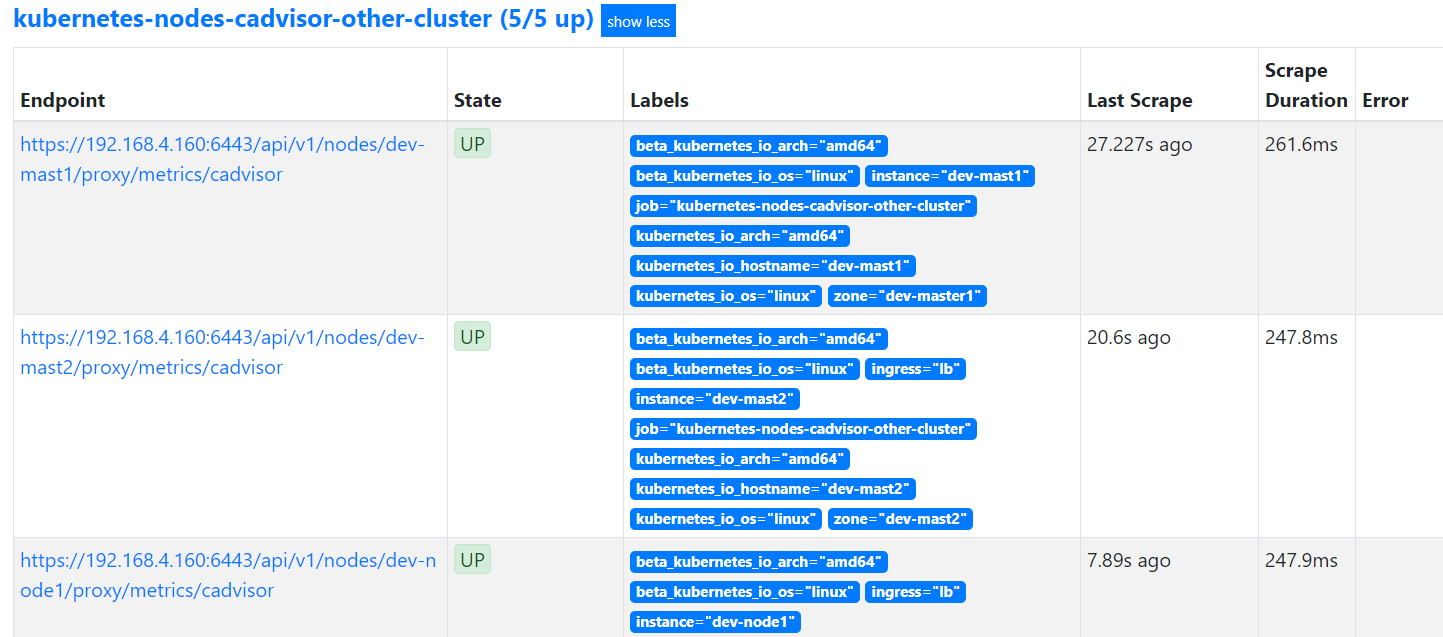 kubernetes-nodes-cadvisor-other-cluster (5/5 up) show less
Endpoint State Labels Last Scrape Scrape Duration Error
https://192.168.4.160:6443/api/v1/nodes/dev-
mast1/proxy/metrics/cadvisor
UP
beta_kubernetes_io_arch="amd64"
beta_kubernetes_io_os="linux" instance="dev-mast1"
job="kubernetes-nodes-cadvisor-other-cluster"
kubernetes_io_arch="amd64"
kubernetes_io_hostname="dev-mast1"
kubernetes_io_os="linux" zone="dev-master1"
27.227s ago
261.6ms
https://192.168.4.160:6443/api/v1/nodes/dev-
mast2/proxy/metrics/cadvisor
UP
beta_kubernetes_io_arch="amd64"
beta_kubernetes_io_os="linux" ingress="lb"
instance="dev-mast2"
job="kubernetes-nodes-cadvisor-other-cluster"
kubernetes_io_arch="amd64"
kubernetes_io_hostname="dev-mast2"
kubernetes_io_os="linux" zone="dev-mast2"
20.6s ago
247.8ms
https://192.168.4.160:6443/api/v1/nodes/dev-n
ode1/proxy/metrics/cadvisor
UP
beta_kubernetes_io_arch="amd64"
beta_kubernetes_io_os="linux" ingress="lb"
instance="dev-node1"
7.89s ago
247.9ms